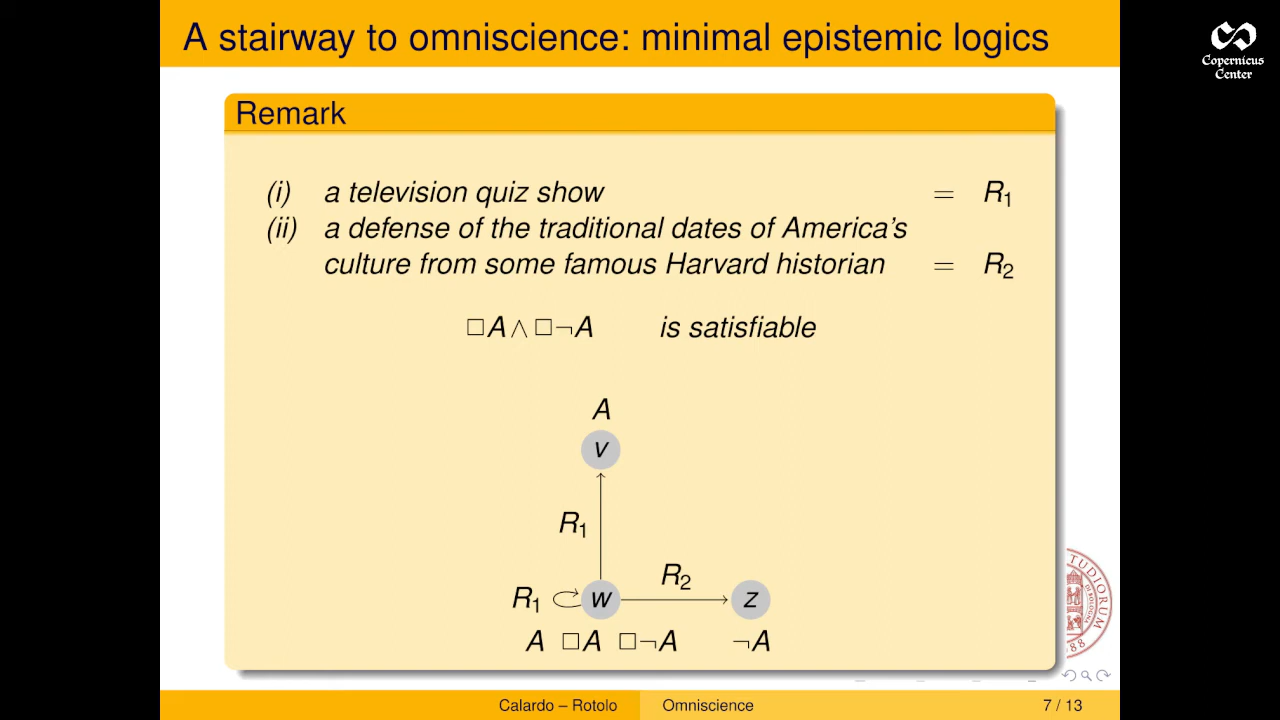 A stairway to omniscience: minimal epistemic logics
Copernicus
Center
Remark
(i) a television quiz show = R₁
(ii) a defense of the traditional dates of America's
culture from some famous Harvard historian = R₂
□A ∧ □¬A is satisfiable
A
v
R₁
R₂
R₁ w z
A □A □¬A ¬A
Calardo – Rotolo Omniscience 7 / 13